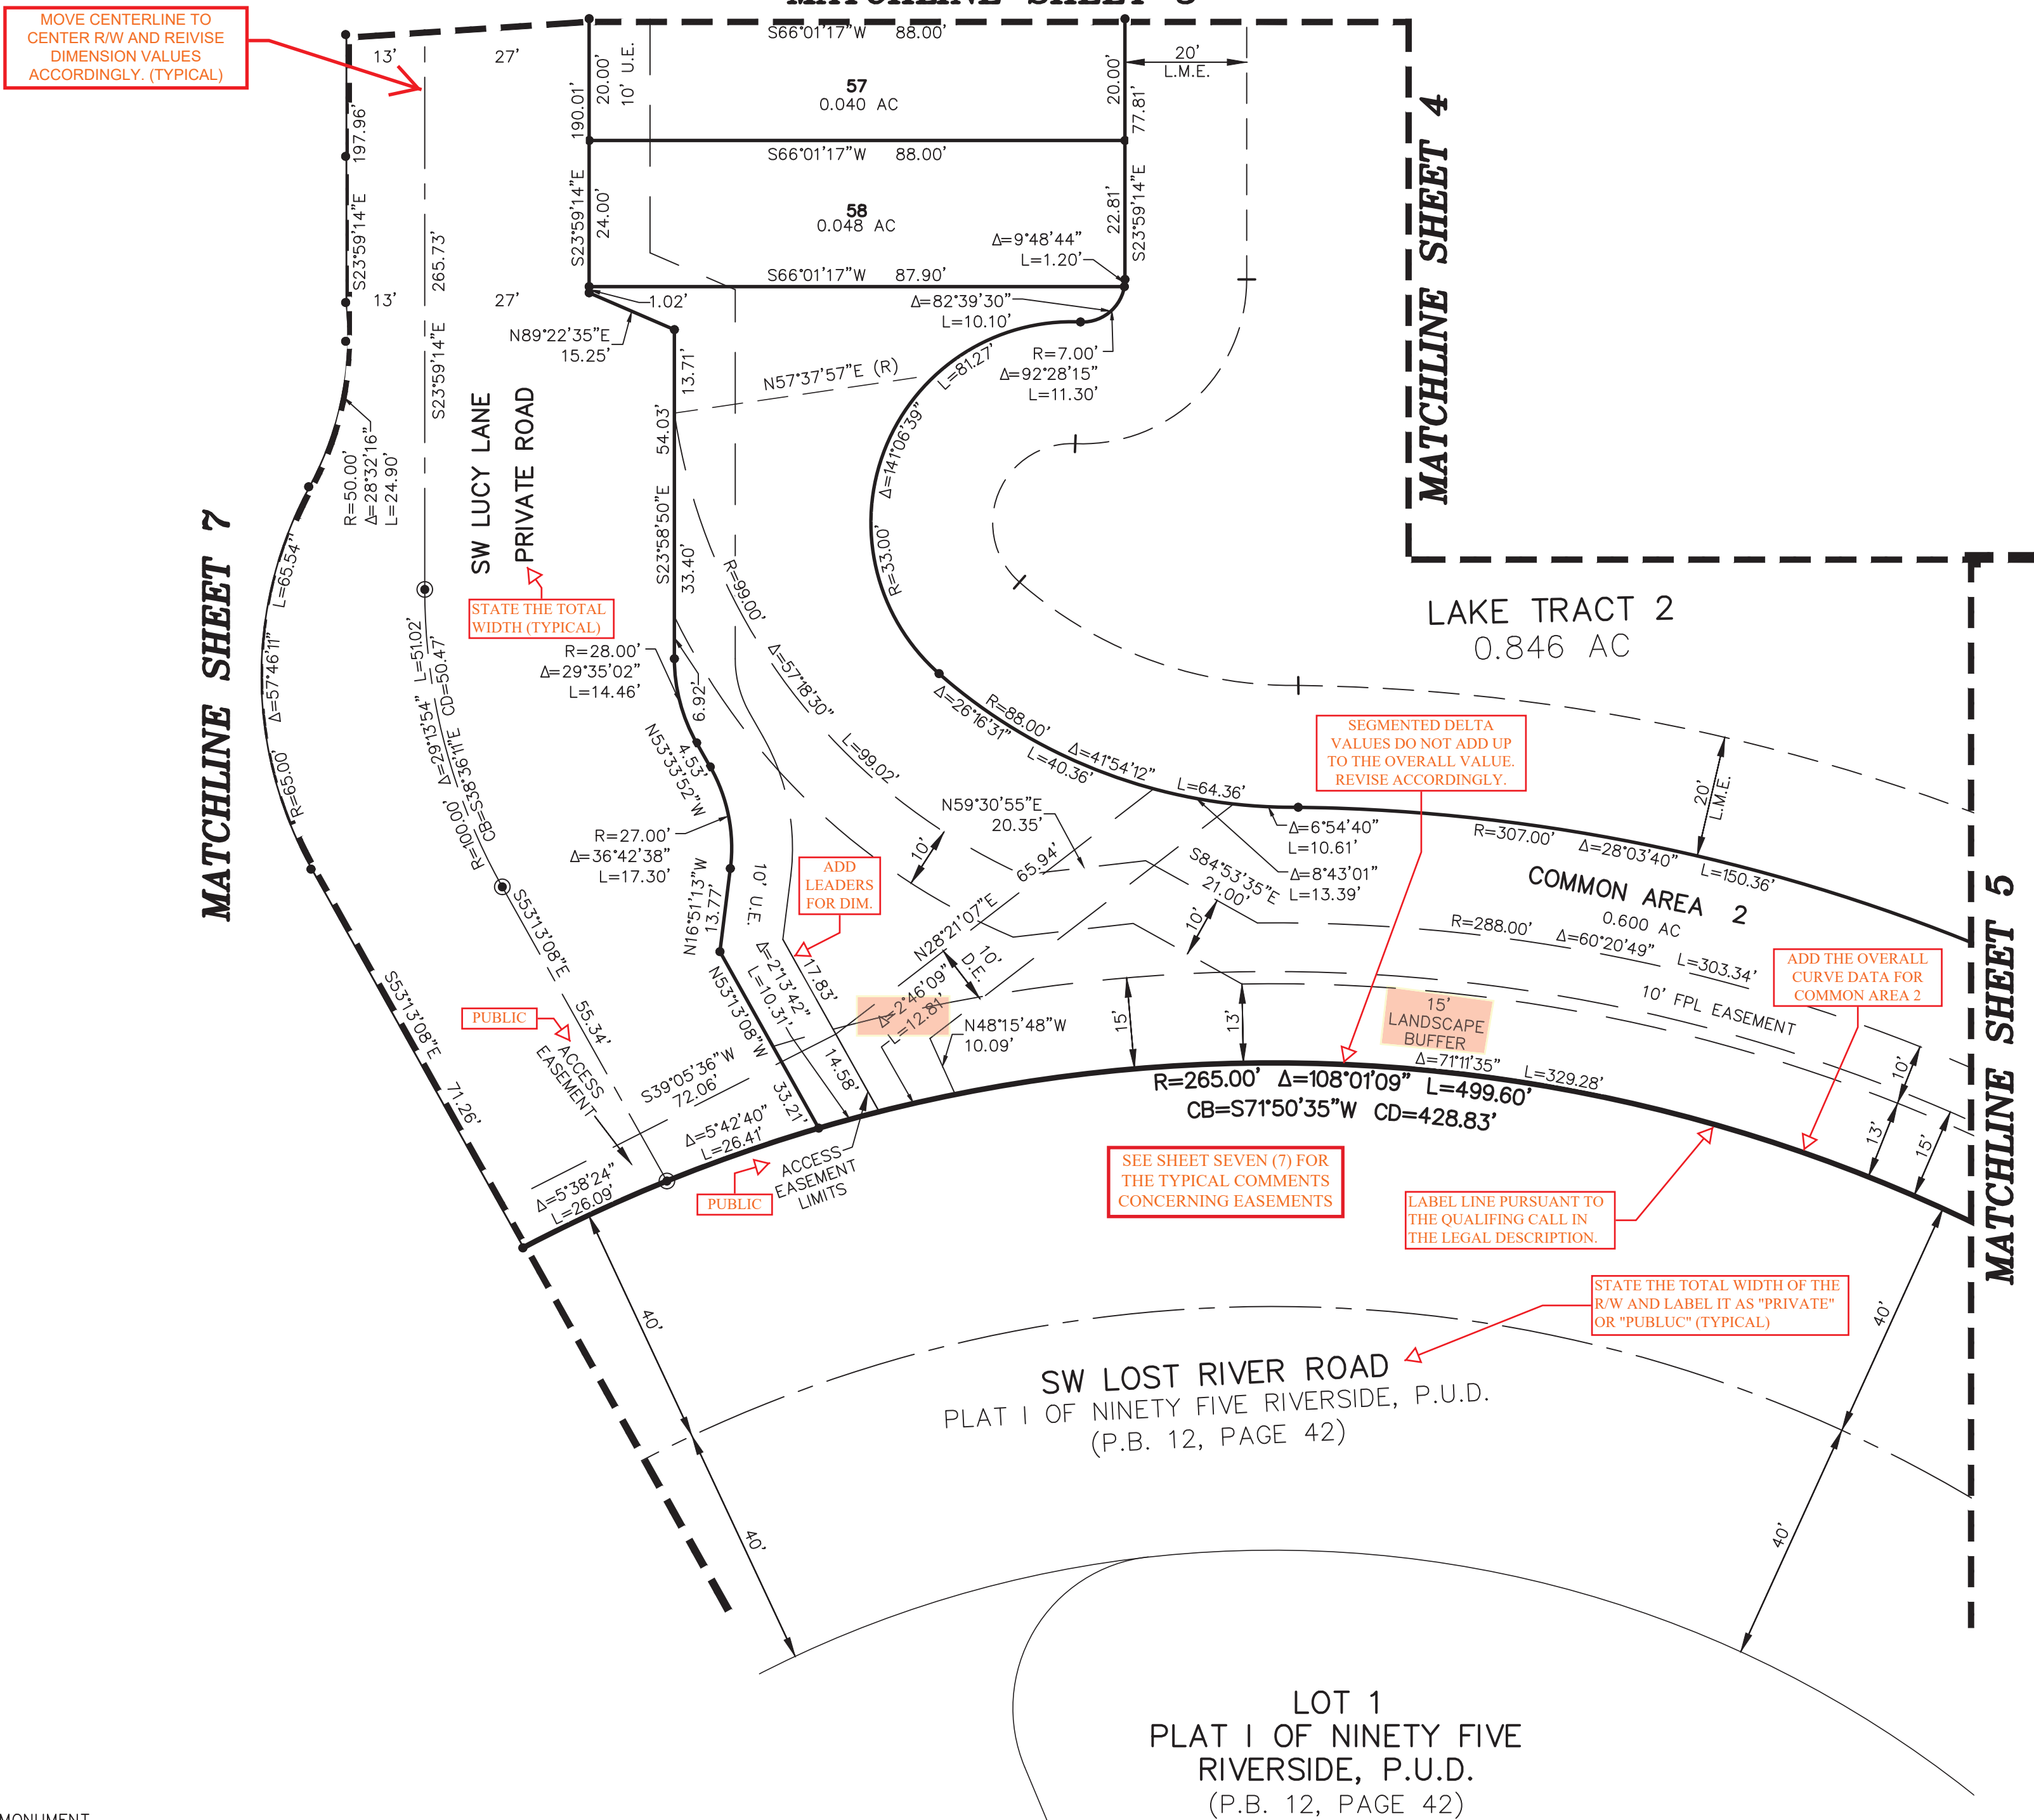 MOVE CENTERLINE TO
CENTER R/W AND REIVISE
DIMENSION VALUES
ACCORDINGLY. (TYPICAL)
13'
27'
197.96'
S23°59'14"E
13'
27'
265.73'
S23°59'14"E
S66°01'17"W 88.00'
190.01'
20.00'
10' U.E.
57
0.040 AC
20.00'
77.81'
20'
L.M.E.
S66°01'17"W 88.00'
S23°59'14"E
24.00'
58
0.048 AC
22.81'
S23°59'14"E
Δ=9°48'44"
L=1.20'
S66°01'17"W 87.90'
1.02'
Δ=82°39'30"
L=10.10'
N89°22'35"E
15.25'
R=7.00'
Δ=92°28'15"
L=11.30'
MATCHLINE SHEET 4
13.71'
N57°37'57"E (R)
L=81.27'
Δ=141°06'39"
R=33.00'
54.03'
S23°58'50"E
33.40'
SW LUCY LANE
PRIVATE ROAD
STATE THE TOTAL
WIDTH (TYPICAL)
R=50.00'
Δ=28°32'16"
L=24.90'
MATCHLINE SHEET 7
L=65.54'
Δ=57°46'11"
R=65.00'
L=51.02'
CD=50.47'
Δ=29°13'54"
CB=S38°36'11"E
R=100.00'
R=99.00'
Δ=57°18'30"
L=99.02'
R=28.00'
Δ=29°35'02"
L=14.46'
6.92'
4.53'
N53°33'52"W
R=27.00'
Δ=36°42'38"
L=17.30'
N16°51'13"W
13.77'
10' U.E.
ADD
LEADERS
FOR DIM.
LAKE TRACT 2
0.846 AC
R=88.00'
Δ=26°16'31"
Δ=41°54'12"
L=40.36'
L=64.36'
SEGMENTED DELTA
VALUES DO NOT ADD UP
TO THE OVERALL VALUE.
REVISE ACCORDINGLY.
20'
L.M.E.
10'
N59°30'55"E
20.35'
65.94'
N28°21'07"E
Δ=6°54'40"
L=10.61'
Δ=8°43'01"
L=13.39'
S84°53'35"E
21.00'
10'
R=307.00' Δ=28°03'40"
L=150.36'
COMMON AREA 2
0.600 AC
R=288.00' Δ=60°20'49" L=303.34'
ADD THE OVERALL
CURVE DATA FOR
COMMON AREA 2
MATCHLINE SHEET 5
10' FPL EASEMENT
10'
D.E.
17.83'
Δ=2°13'42"
L=10.31'
Δ=2°46'09"
L=12.81'
N48°15'48"W
10.09'
14.58'
N53°13'08"W
33.21'
S53°13'08"E
55.34'
PUBLIC
ACCESS
EASEMENT
S39°05'36"W
72.06'
S53°13'08"E
71.26'
Δ=5°42'40"
L=26.41'
Δ=5°38'24"
L=26.09'
PUBLIC
ACCESS
EASEMENT
LIMITS
15'
13'
15'
LANDSCAPE
BUFFER
Δ=71°11'35" L=329.28'
R=265.00' Δ=108°01'09" L=499.60'
CB=S71°50'35"W CD=428.83'
10'
13'
15'
SEE SHEET SEVEN (7) FOR
THE TYPICAL COMMENTS
CONCERNING EASEMENTS
LABEL LINE PURSUANT TO
THE QUALIFING CALL IN
THE LEGAL DESCRIPTION.
STATE THE TOTAL WIDTH OF THE
R/W AND LABEL IT AS "PRIVATE"
OR "PUBLUC" (TYPICAL)
40'
40'
40'
40'
SW LOST RIVER ROAD
PLAT I OF NINETY FIVE RIVERSIDE, P.U.D.
(P.B. 12, PAGE 42)
LOT 1
PLAT I OF NINETY FIVE
RIVERSIDE, P.U.D.
(P.B. 12, PAGE 42)
MONUMENT